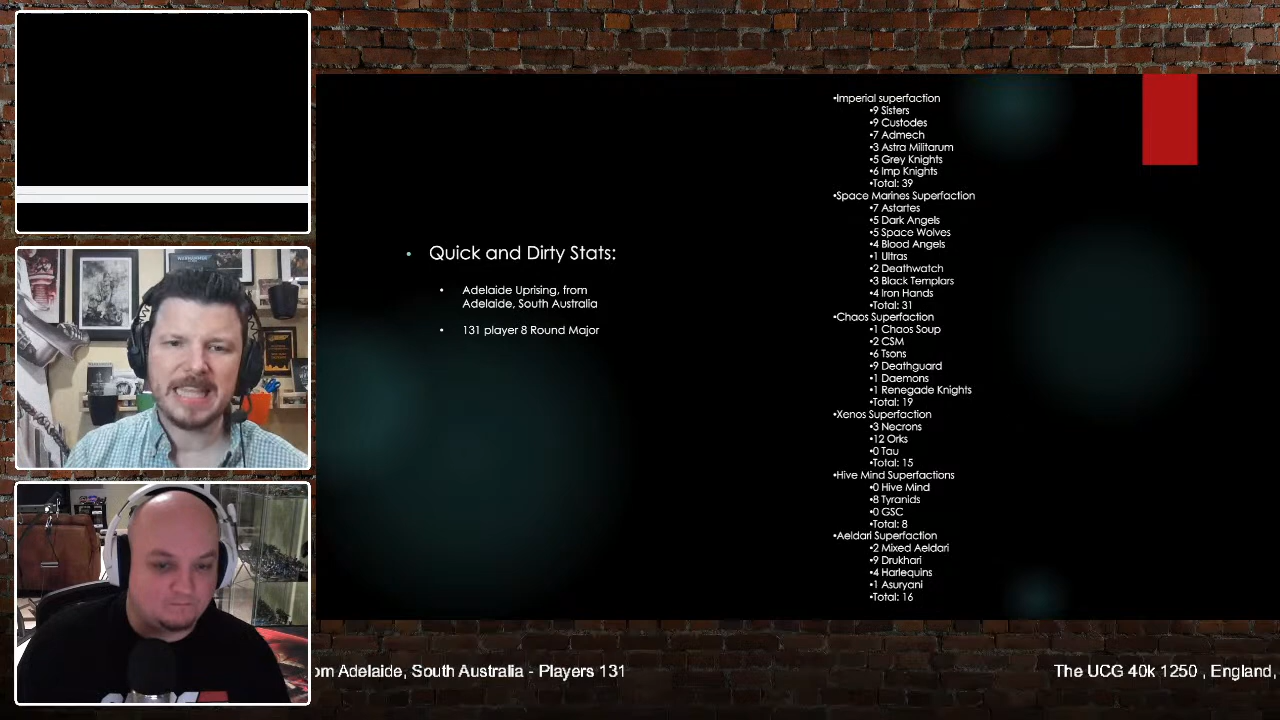 Quick and Dirty Stats:
Adelaide Uprising, from
Adelaide, South Australia
131 player 8 Round Major
•Imperial superfaction
•9 Sisters
•9 Custodes
•7 Admech
•3 Astra Militarum
•5 Grey Knights
•6 Imp Knights
•Total: 39
•Space Marines Superfaction
•7 Astartes
•5 Dark Angels
•5 Space Wolves
•4 Blood Angels
•1 Ultras
•2 Deathwatch
•3 Black Templars
•4 Iron Hands
•Total: 31
•Chaos Superfaction
•1 Chaos Soup
•2 CSM
•6 Tsons
•9 Deathguard
•1 Daemons
•1 Renegade Knights
•Total: 19
•Xenos Superfaction
•3 Necrons
•12 Orks
•0 Tau
•Total: 15
•Hive Mind Superfactions
•0 Hive Mind
•8 Tyranids
•0 GSC
•Total: 8
•Aeldari Superfaction
•2 Mixed Aeldari
•9 Drukhari
•4 Harlequins
•1 Asuryani
•Total: 16
om Adelaide, South Australia - Players 131
The UCG 40k 1250 , England,